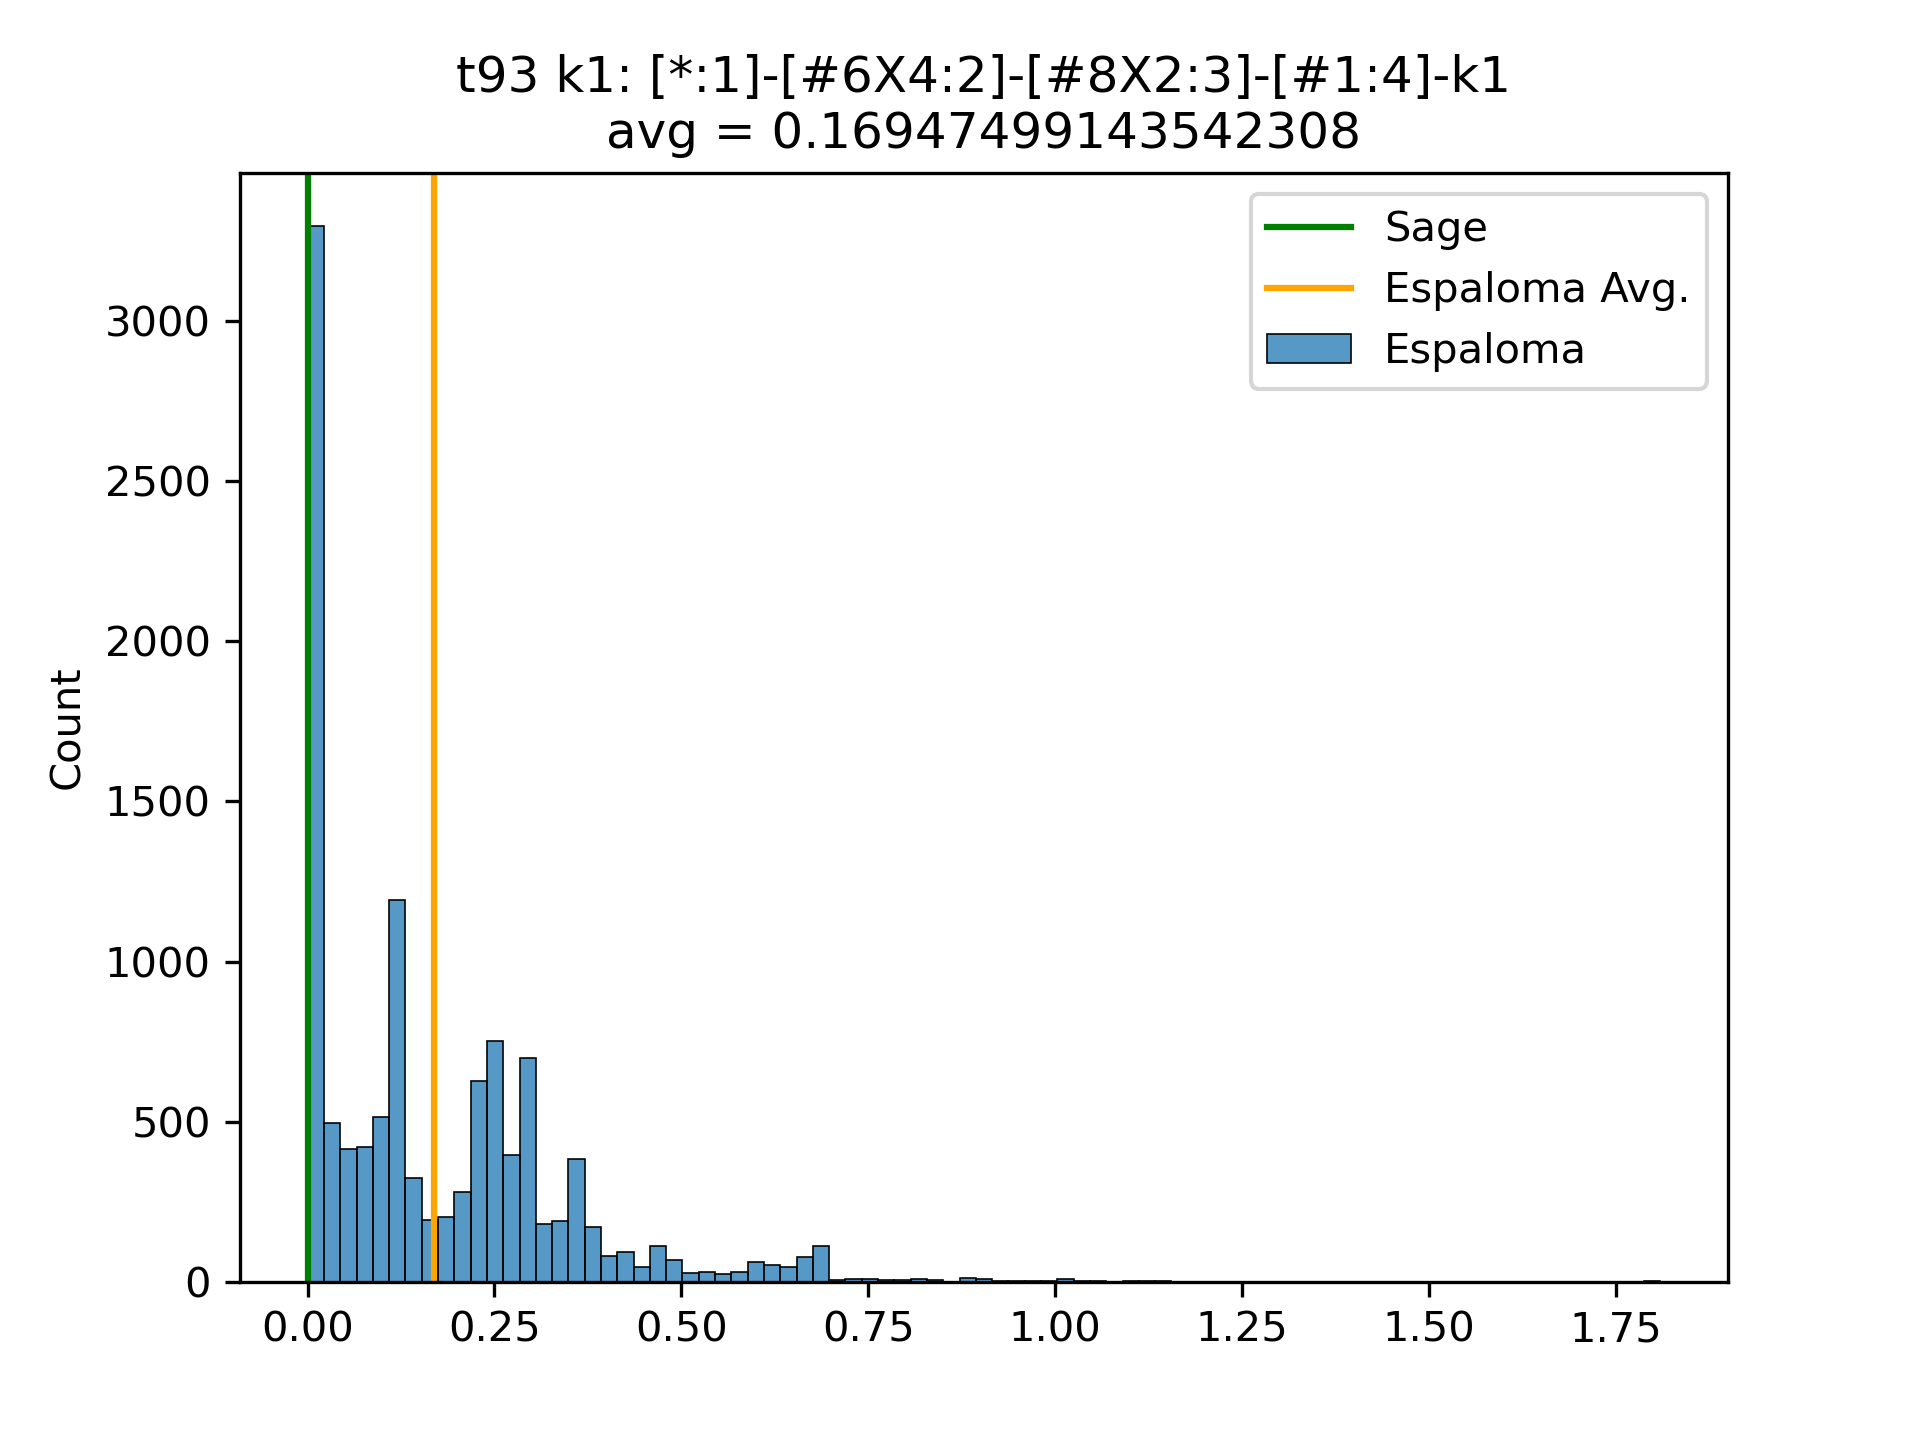 t93 k1: [*:1]-[#6X4:2]-[#8X2:3]-[#1:4]-k1
avg = 0.16947499143542308
Sage
Espaloma Avg.
Espaloma
3000
2500
2000
1500
1000
500
0
Count
0.00 0.25 0.50 0.75 1.00 1.25 1.50 1.75